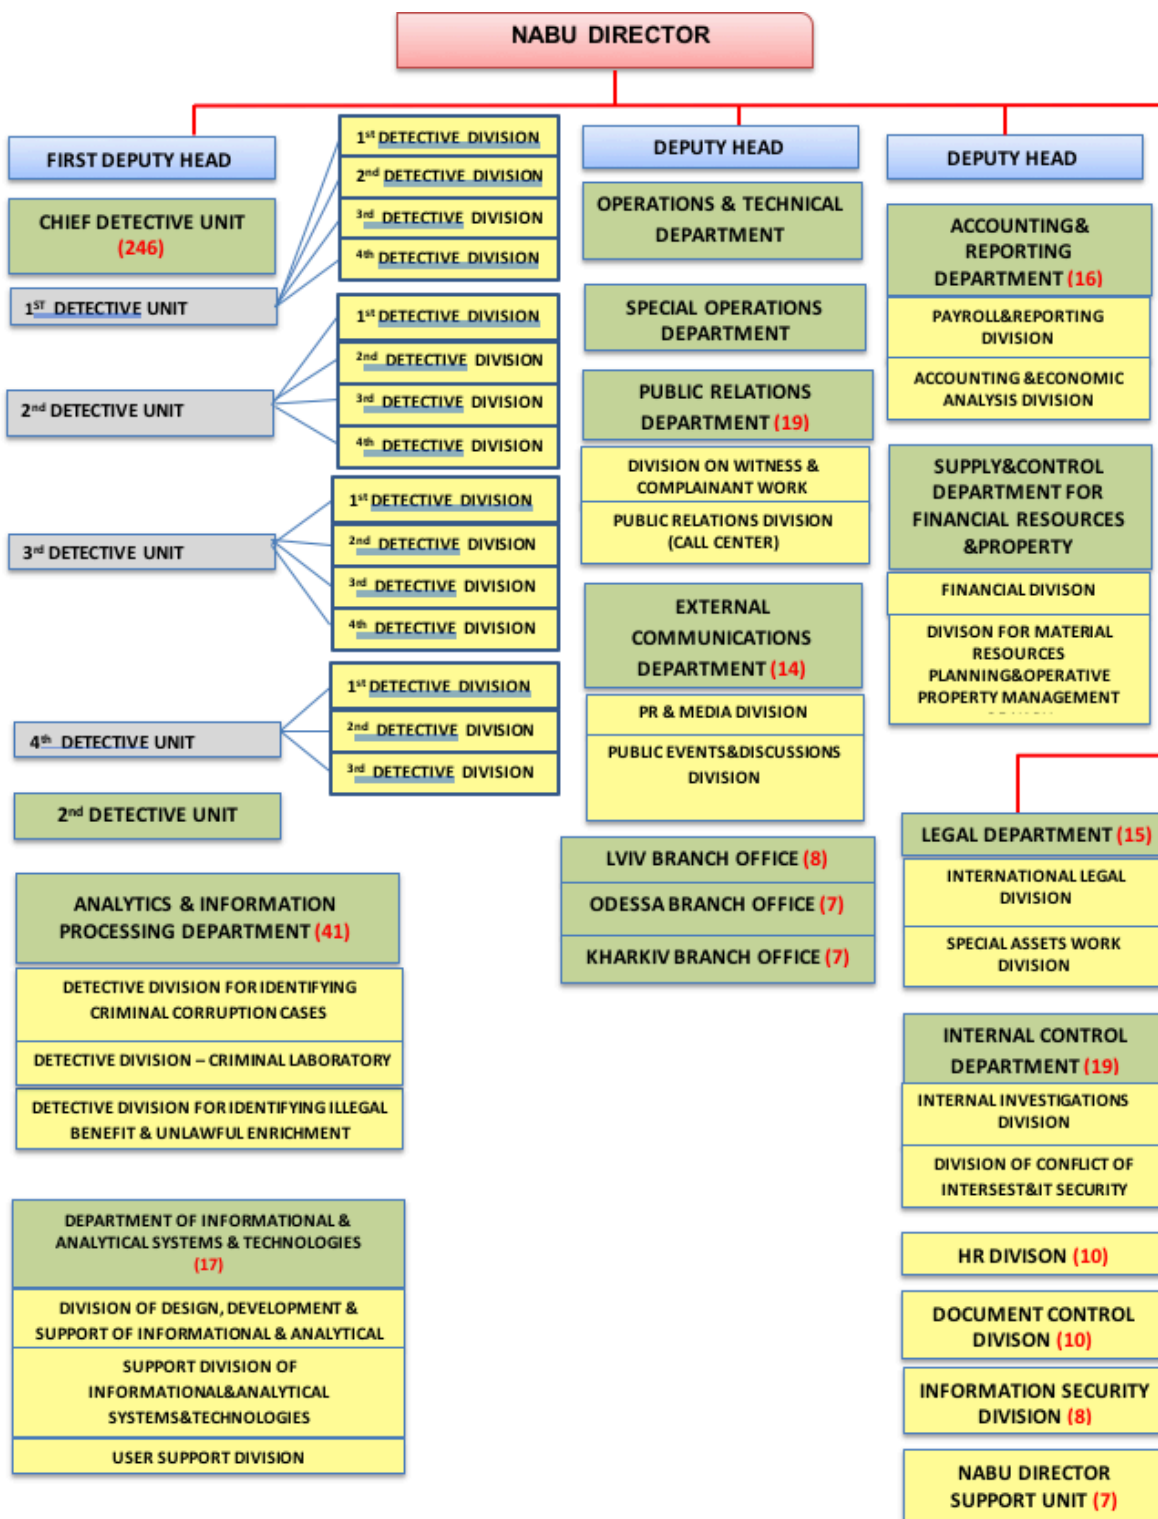 NABU DIRECTOR
FIRST DEPUTY HEAD
CHIEF DETECTIVE UNIT
(246)
1ST DETECTIVE UNIT
1st DETECTIVE DIVISION
2nd DETECTIVE DIVISION
3rd DETECTIVE DIVISION
4th DETECTIVE DIVISION
2nd DETECTIVE UNIT
1st DETECTIVE DIVISION
2nd DETECTIVE DIVISION
3rd DETECTIVE DIVISION
4th DETECTIVE DIVISION
3rd DETECTIVE UNIT
1st DETECTIVE DIVISION
2nd DETECTIVE DIVISION
3rd DETECTIVE DIVISION
4th DETECTIVE DIVISION
4th DETECTIVE UNIT
1st DETECTIVE DIVISION
2nd DETECTIVE DIVISION
3rd DETECTIVE DIVISION
2nd DETECTIVE UNIT
ANALYTICS & INFORMATION
PROCESSING DEPARTMENT (41)
DETECTIVE DIVISION FOR IDENTIFYING
CRIMINAL CORRUPTION CASES
DETECTIVE DIVISION – CRIMINAL LABORATORY
DETECTIVE DIVISION FOR IDENTIFYING ILLEGAL
BENEFIT & UNLAWFUL ENRICHMENT
DEPARTMENT OF INFORMATIONAL &
ANALYTICAL SYSTEMS & TECHNOLOGIES
(17)
DIVISION OF DESIGN, DEVELOPMENT &
SUPPORT OF INFORMATIONAL & ANALYTICAL
SUPPORT DIVISION OF
INFORMATIONAL&ANALYTICAL
SYSTEMS&TECHNOLOGIES
USER SUPPORT DIVISION
DEPUTY HEAD
OPERATIONS & TECHNICAL
DEPARTMENT
SPECIAL OPERATIONS
DEPARTMENT
PUBLIC RELATIONS
DEPARTMENT (19)
DIVISION ON WITNESS &
COMPLAINANT WORK
PUBLIC RELATIONS DIVISION
(CALL CENTER)
EXTERNAL
COMMUNICATIONS
DEPARTMENT (14)
PR & MEDIA DIVISION
PUBLIC EVENTS&DISCUSSIONS
DIVISION
LVIV BRANCH OFFICE (8)
ODESSA BRANCH OFFICE (7)
KHARKIV BRANCH OFFICE (7)
DEPUTY HEAD
ACCOUNTING&
REPORTING
DEPARTMENT (16)
PAYROLL&REPORTING
DIVISION
ACCOUNTING &ECONOMIC
ANALYSIS DIVISION
SUPPLY&CONTROL
DEPARTMENT FOR
FINANCIAL RESOURCES
&PROPERTY
FINANCIAL DIVISON
DIVISON FOR MATERIAL
RESOURCES
PLANNING&OPERATIVE
PROPERTY MANAGEMENT
LEGAL DEPARTMENT (15)
INTERNATIONAL LEGAL
DIVISION
SPECIAL ASSETS WORK
DIVISION
INTERNAL CONTROL
DEPARTMENT (19)
INTERNAL INVESTIGATIONS
DIVISION
DIVISION OF CONFLICT OF
INTERSEST&IT SECURITY
HR DIVISON (10)
DOCUMENT CONTROL
DIVISON (10)
INFORMATION SECURITY
DIVISION (8)
NABU DIRECTOR
SUPPORT UNIT (7)